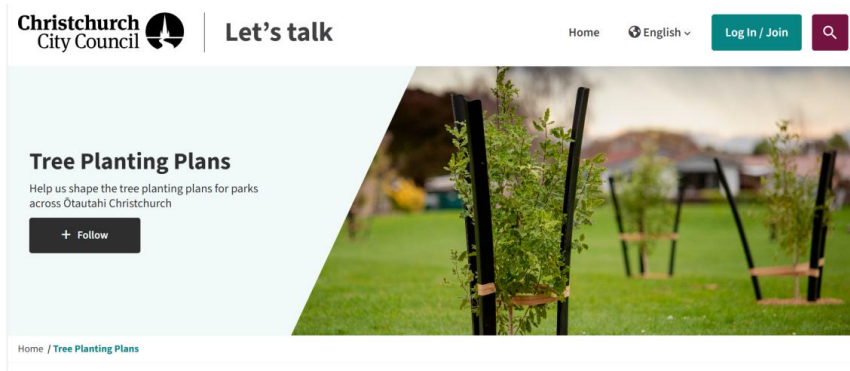 Christchurch
City Council
Let's talk
Home
English
Log In / Join
Tree Planting Plans
Help us shape the tree planting plans for parks
across Ōtautahi Christchurch
+ Follow
Home / Tree Planting Plans